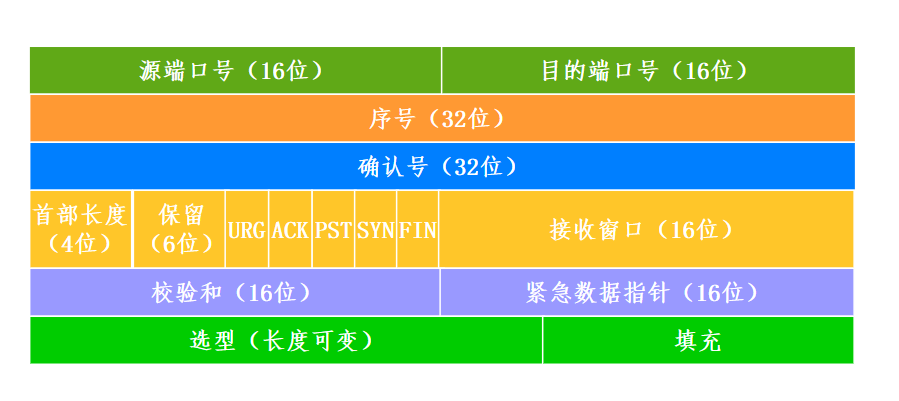 源端口号（16位） 目的端口号（16位）
序号（32位）
确认号（32位）
首部长度（4位） 保留（6位） URG ACK PST SYN FIN 接收窗口（16位）
校验和（16位） 紧急数据指针（16位）
选型（长度可变） 填充